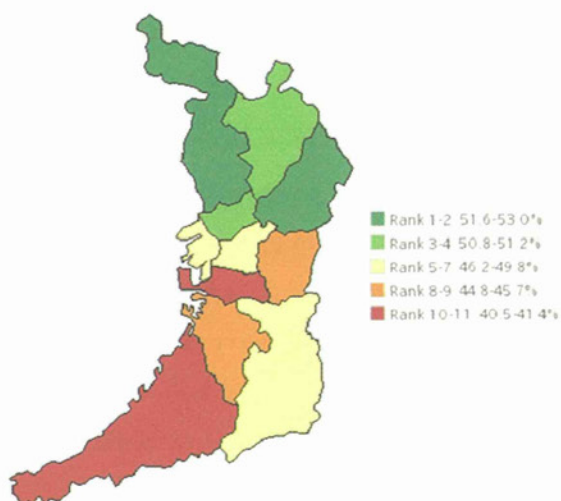 Rank 1-2 51.6-53.0%
Rank 3-4 50.8-51.2%
Rank 5-7 46.2-49.8%
Rank 8-9 44.8-45.7%
Rank 10-11 40.5-41.4%